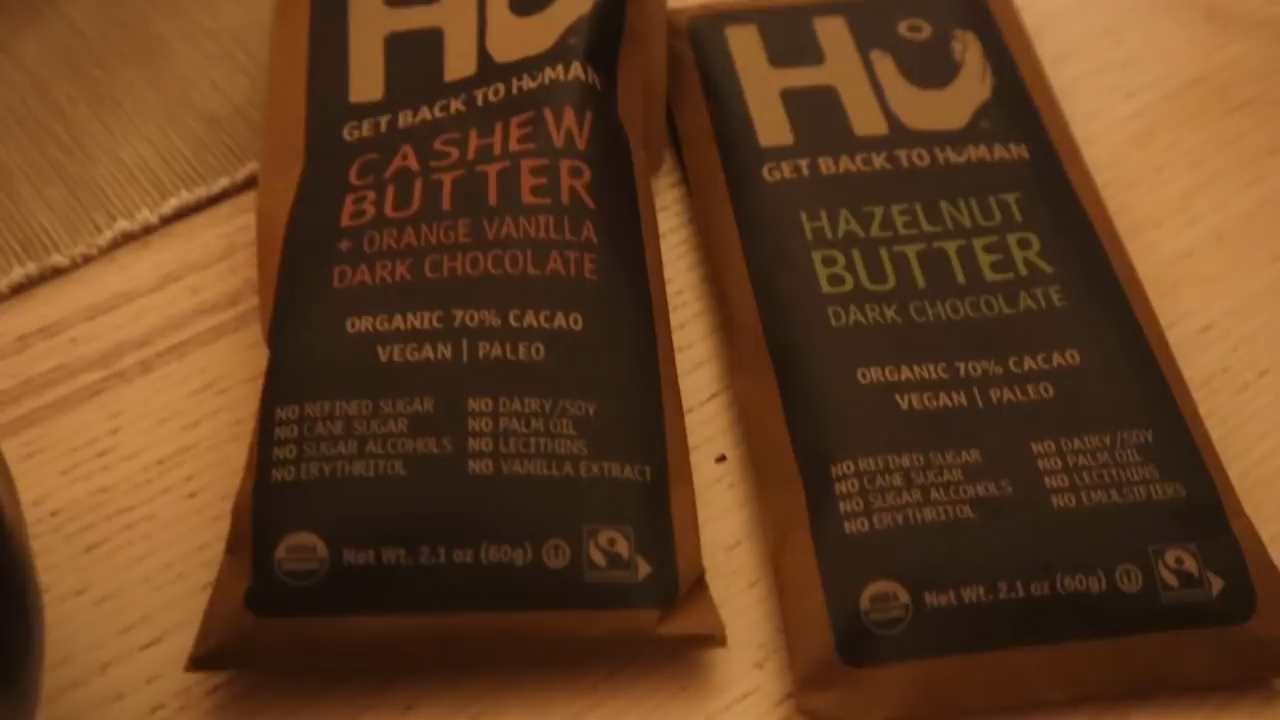 HU
GET BACK TO HUMAN
CASHEW
BUTTER
+ ORANGE VANILLA
DARK CHOCOLATE
ORGANIC 70% CACAO
VEGAN | PALEO
NO REFINED SUGAR
NO CANE SUGAR
NO SUGAR ALCOHOLS
NO ERYTHRITOL
NO DAIRY/SOY
NO PALM OIL
NO LECITHINS
NO VANILLA EXTRACT
Net Wt. 2.1 oz (60g)
HU
GET BACK TO HUMAN
HAZELNUT
BUTTER
DARK CHOCOLATE
ORGANIC 70% CACAO
VEGAN | PALEO
NO REFINED SUGAR
NO CANE SUGAR
NO SUGAR ALCOHOLS
NO ERYTHRITOL
NO DAIRY/SOY
NO PALM OIL
NO LECITHINS
NO EMULSIFIERS
Net Wt. 2.1 oz (60g)